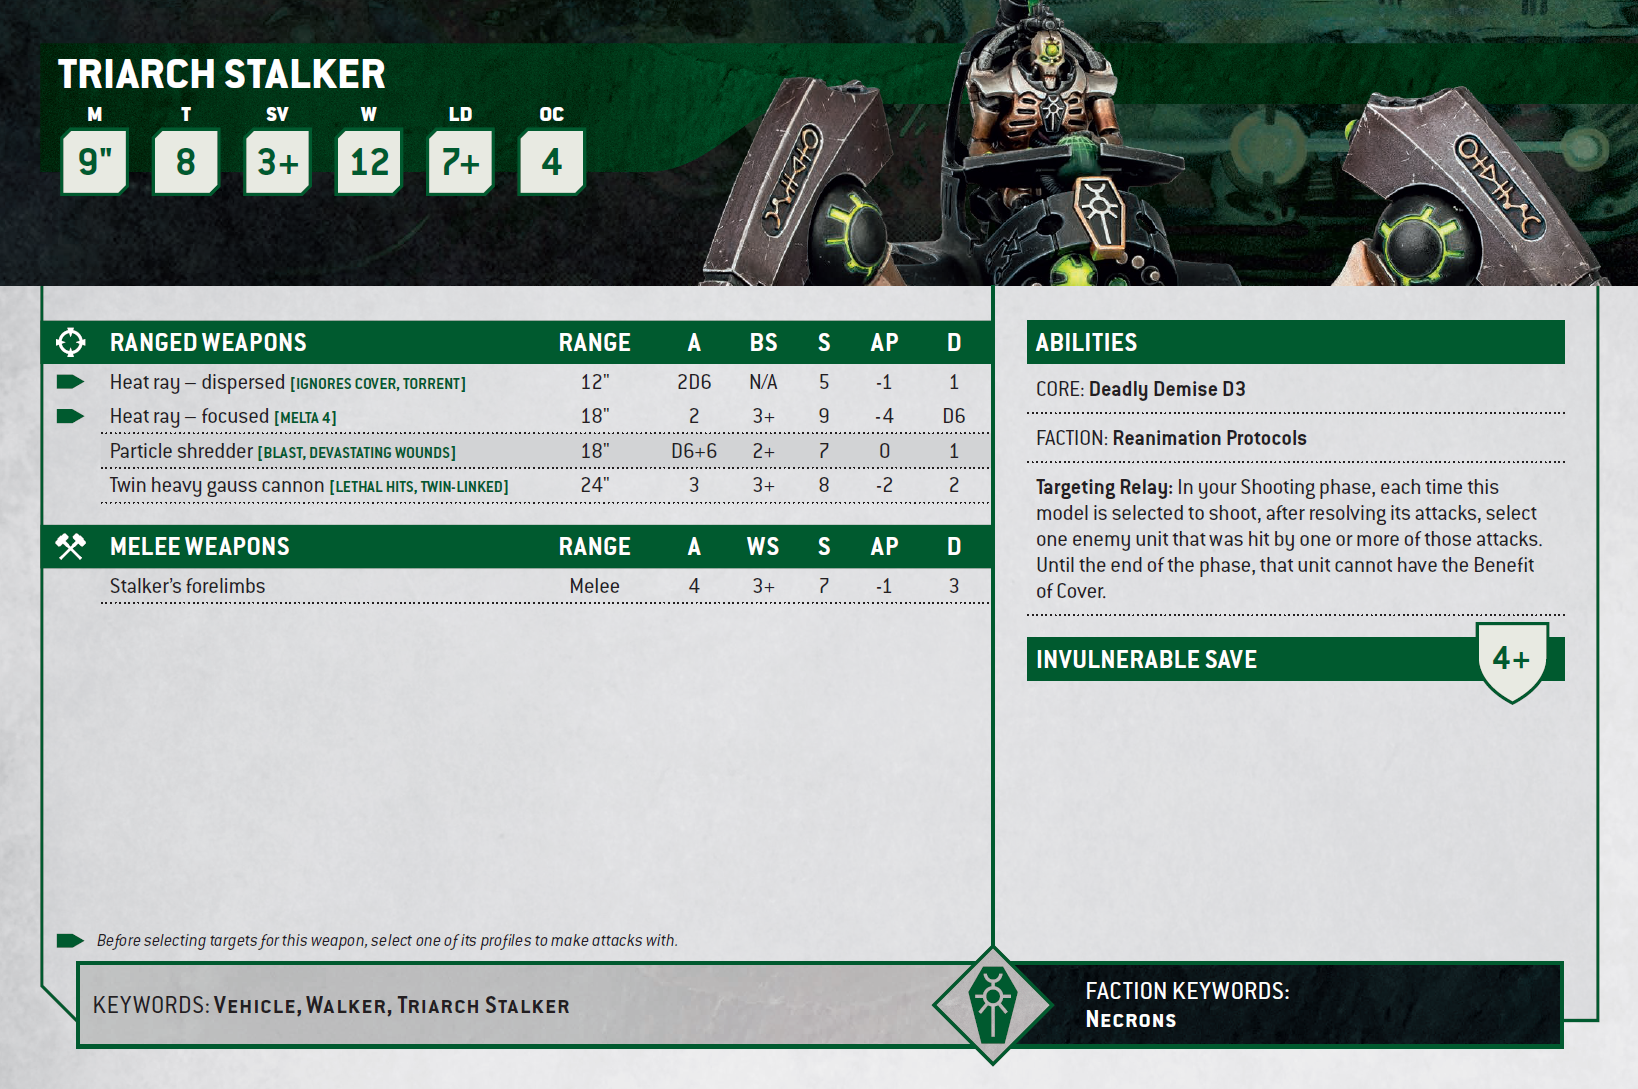 TRIARCH STALKER
M T SV W LD OC
9" 8 3+ 12 7+ 4
RANGED WEAPONS RANGE A BS S AP D
Heat ray – dispersed [IGNORES COVER, TORRENT] 12" 2D6 N/A 5 -1 1
Heat ray – focused [MELTA 4] 18" 2 3+ 9 -4 D6
Particle shredder [BLAST, DEVASTATING WOUNDS] 18" D6+6 2+ 7 0 1
Twin heavy gauss cannon [LETHAL HITS, TWIN-LINKED] 24" 3 3+ 8 -2 2
MELEE WEAPONS RANGE A WS S AP D
Stalker's forelimbs Melee 4 3+ 7 -1 3
Before selecting targets for this weapon, select one of its profiles to make attacks with.
ABILITIES
CORE: Deadly Demise D3
FACTION: Reanimation Protocols
Targeting Relay: In your Shooting phase, each time this
model is selected to shoot, after resolving its attacks, select
one enemy unit that was hit by one or more of those attacks.
Until the end of the phase, that unit cannot have the Benefit
of Cover.
INVULNERABLE SAVE 4+
KEYWORDS: VEHICLE, WALKER, TRIARCH STALKER
FACTION KEYWORDS:
NECRONS